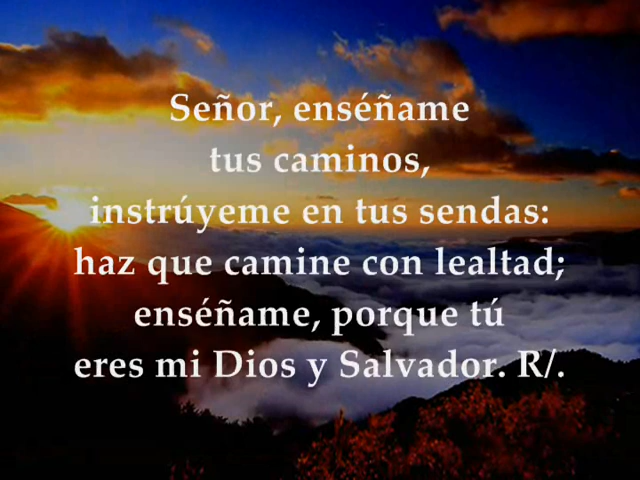 Señor, enséñame
tus caminos,
instrúyeme en tus sendas:
haz que camine con lealtad;
enséñame, porque tú
eres mi Dios y Salvador. R/.